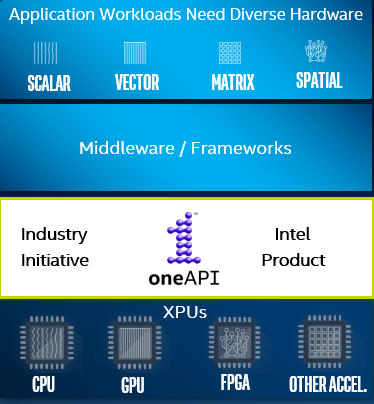 Application Workloads Need Diverse Hardware
SCALAR VECTOR MATRIX SPATIAL
Middleware / Frameworks
Industry Initiative
oneAPI
Intel Product
XPUs
CPU GPU FPGA OTHER ACCEL.